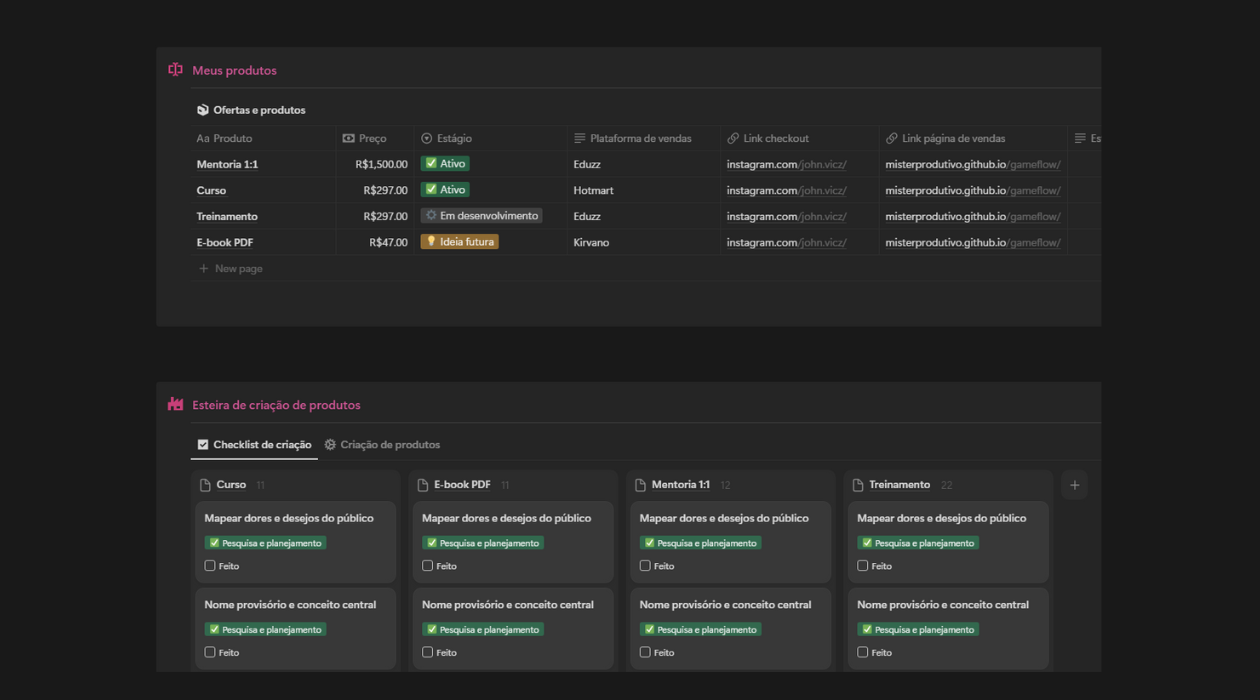 Meus produtos
Ofertas e produtos
Aa Produto Preço Estágio Plataforma de vendas Link checkout Link página de vendas Es
Mentoria 1:1 R$1,500.00 ✅ Ativo Eduzz instagram.com/john.vicz/ misterprodutivo.github.io/gameflow/
Curso R$297.00 ✅ Ativo Hotmart instagram.com/john.vicz/ misterprodutivo.github.io/gameflow/
Treinamento R$297.00 Em desenvolvimento Eduzz instagram.com/john.vicz/ misterprodutivo.github.io/gameflow/
E-book PDF R$47.00 💡 Ideia futura Kirvano instagram.com/john.vicz/ misterprodutivo.github.io/gameflow/
+ New page
Esteira de criação de produtos
Checklist de criação Criação de produtos
Curso 11 E-book PDF 11 Mentoria 1:1 12 Treinamento 22 +
Mapear dores e desejos do público Mapear dores e desejos do público Mapear dores e desejos do público Mapear dores e desejos do público
✅ Pesquisa e planejamento ✅ Pesquisa e planejamento ✅ Pesquisa e planejamento ✅ Pesquisa e planejamento
Feito Feito Feito Feito
Nome provisório e conceito central Nome provisório e conceito central Nome provisório e conceito central Nome provisório e conceito central
✅ Pesquisa e planejamento ✅ Pesquisa e planejamento ✅ Pesquisa e planejamento ✅ Pesquisa e planejamento
Feito Feito Feito Feito